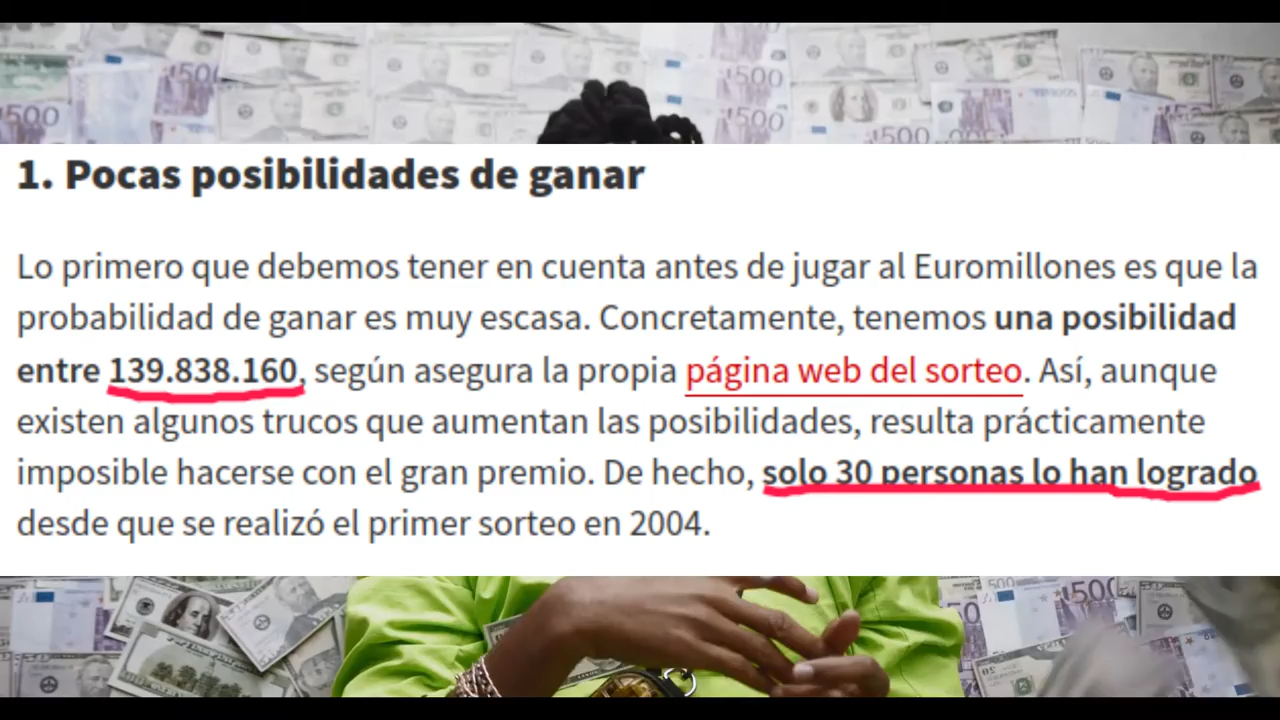 1. Pocas posibilidades de ganar
Lo primero que debemos tener en cuenta antes de jugar al Euromillones es que la
probabilidad de ganar es muy escasa. Concretamente, tenemos una posibilidad
entre 139.838.160, según asegura la propia página web del sorteo. Así, aunque
existen algunos trucos que aumentan las posibilidades, resulta prácticamente
imposible hacerse con el gran premio. De hecho, solo 30 personas lo han logrado
desde que se realizó el primer sorteo en 2004.